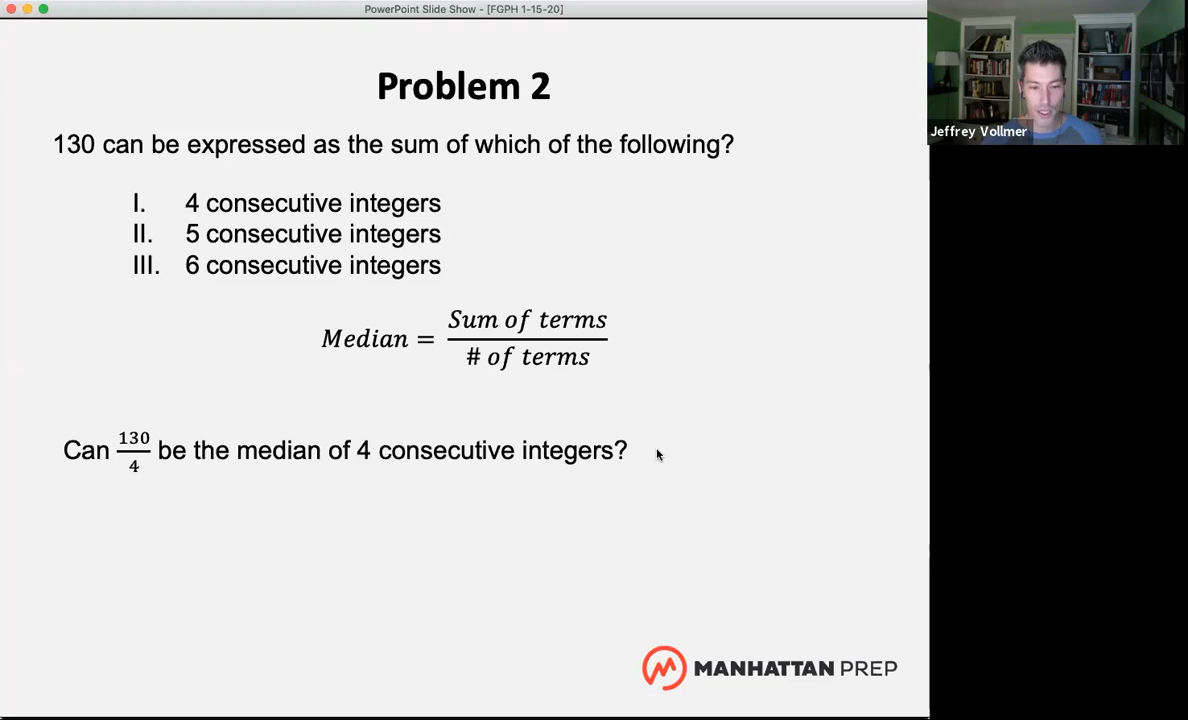 PowerPoint Slide Show - [FGPH 1-15-20]
Jeffrey Vollmer
Problem 2
130 can be expressed as the sum of which of the following?
I. 4 consecutive integers
II. 5 consecutive integers
III. 6 consecutive integers
Median = Sum of terms / # of terms
Can 130/4 be the median of 4 consecutive integers?
MANHATTAN PREP